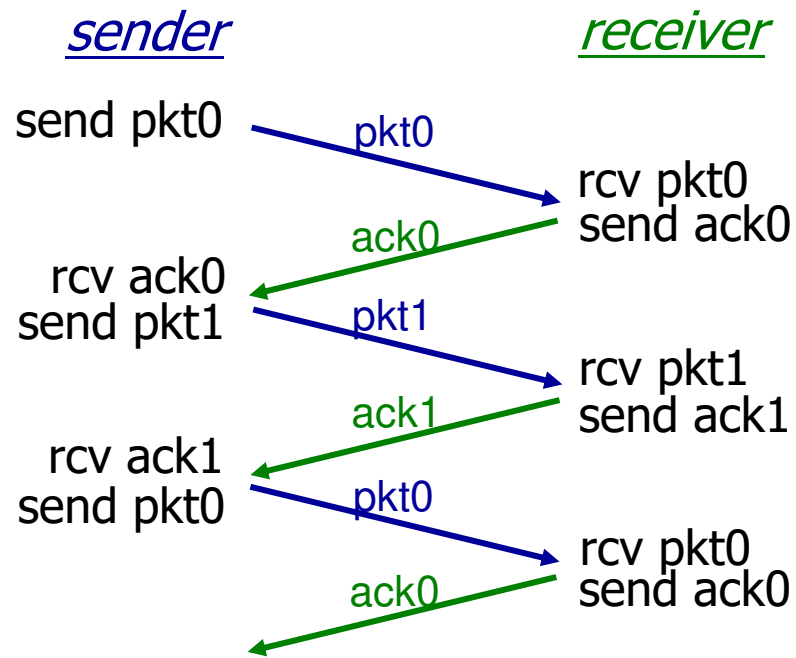 sender
receiver
send pkt0
pkt0
rcv pkt0
send ack0
ack0
rcv ack0
send pkt1
pkt1
rcv pkt1
send ack1
ack1
rcv ack1
send pkt0
pkt0
rcv pkt0
send ack0
ack0